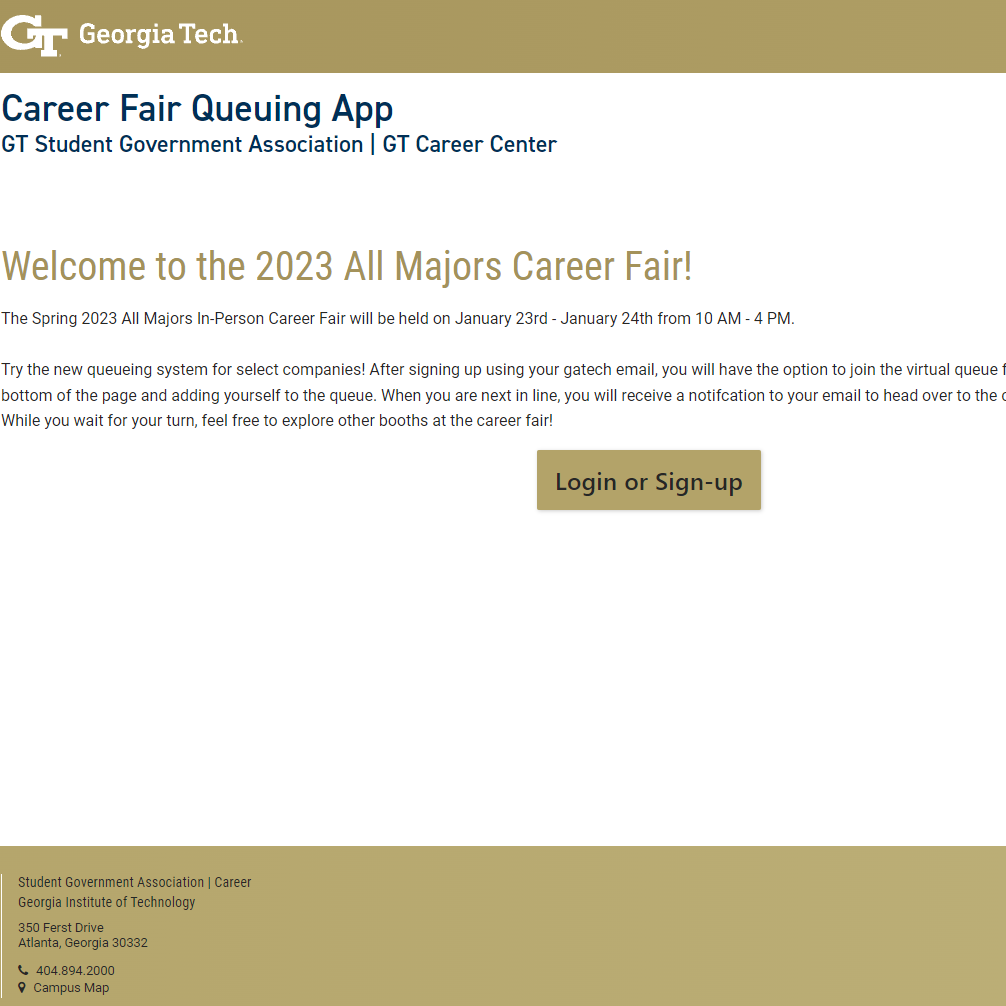 GT Georgia Tech.
Career Fair Queuing App
GT Student Government Association | GT Career Center
Welcome to the 2023 All Majors Career Fair!
The Spring 2023 All Majors In-Person Career Fair will be held on January 23rd - January 24th from 10 AM - 4 PM.
Try the new queueing system for select companies! After signing up using your gatech email, you will have the option to join the virtual queue
bottom of the page and adding yourself to the queue. When you are next in line, you will receive a notifcation to your email to head over to the
While you wait for your turn, feel free to explore other booths at the career fair!
Login or Sign-up
Student Government Association | Career
Georgia Institute of Technology
350 Ferst Drive
Atlanta, Georgia 30332
404.894.2000
Campus Map